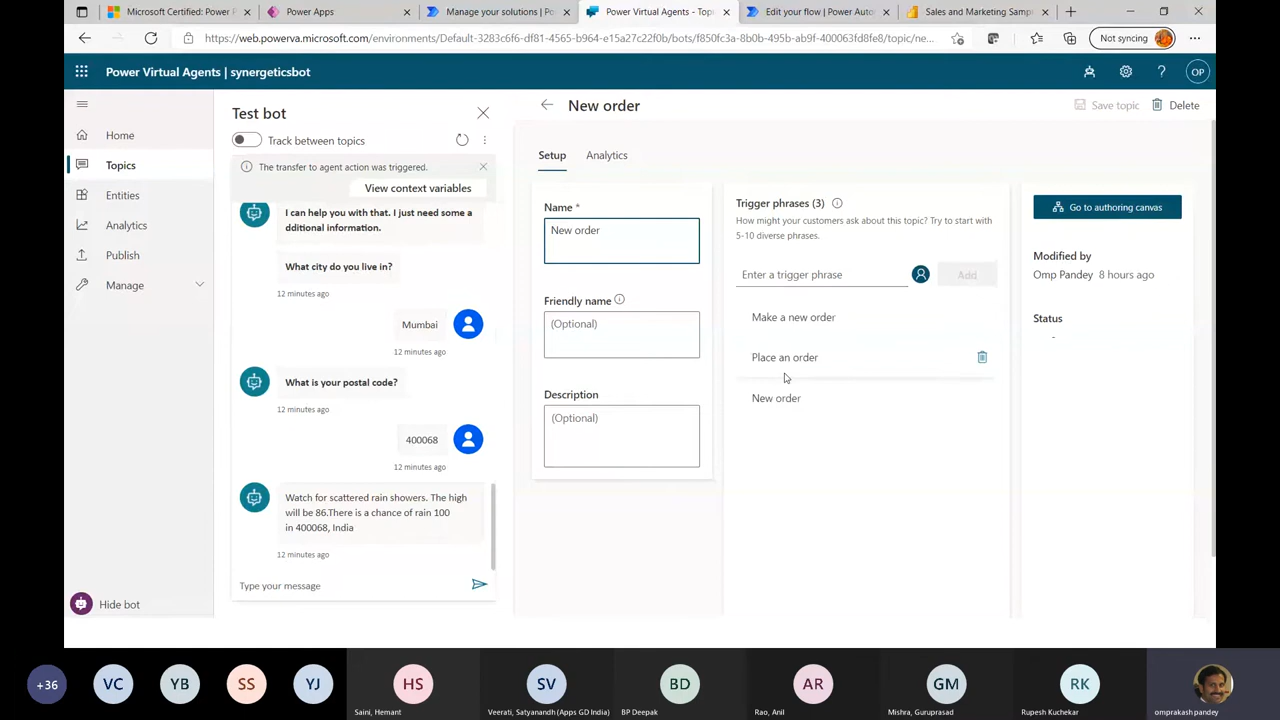 Microsoft Certified: Power P
Power Apps
Manage your solutions | Po
Power Virtual Agents - Topi
Edit your flow | Power Auto
Sales and Marketing Samp
https://web.powerva.microsoft.com/environments/Default-3283c6f6-df81-4565-b964-e15a27c22f0b/bots/f850fc3a-8b0b-495b-ab9f-400063fd8fe8/topic/ne...
Not syncing
Power Virtual Agents | synergeticsbot
OP
Home
Topics
Entities
Analytics
Publish
Manage
Hide bot
Test bot
Track between topics
The transfer to agent action was triggered.
View context variables
I can help you with that. I just need some a
dditional information.
What city do you live in?
12 minutes ago
Mumbai
12 minutes ago
What is your postal code?
12 minutes ago
400068
12 minutes ago
Watch for scattered rain showers. The high
will be 86.There is a chance of rain 100
in 400068, India
12 minutes ago
Type your message
New order
Save topic
Delete
Setup
Analytics
Name *
New order
Friendly name
(Optional)
Description
(Optional)
Trigger phrases (3)
How might your customers ask about this topic? Try to start with
5-10 diverse phrases.
Enter a trigger phrase
Add
Make a new order
Place an order
New order
Go to authoring canvas
Modified by
Omp Pandey 8 hours ago
Status
-
+36
VC
YB
SS
YJ
HS
Saini, Hemant
SV
Veerati, Satyanandh (Apps GD India)
BD
BP Deepak
AR
Rao, Anil
GM
Mishra, Guruprasad
RK
Rupesh Kuchekar
omprakash pandey